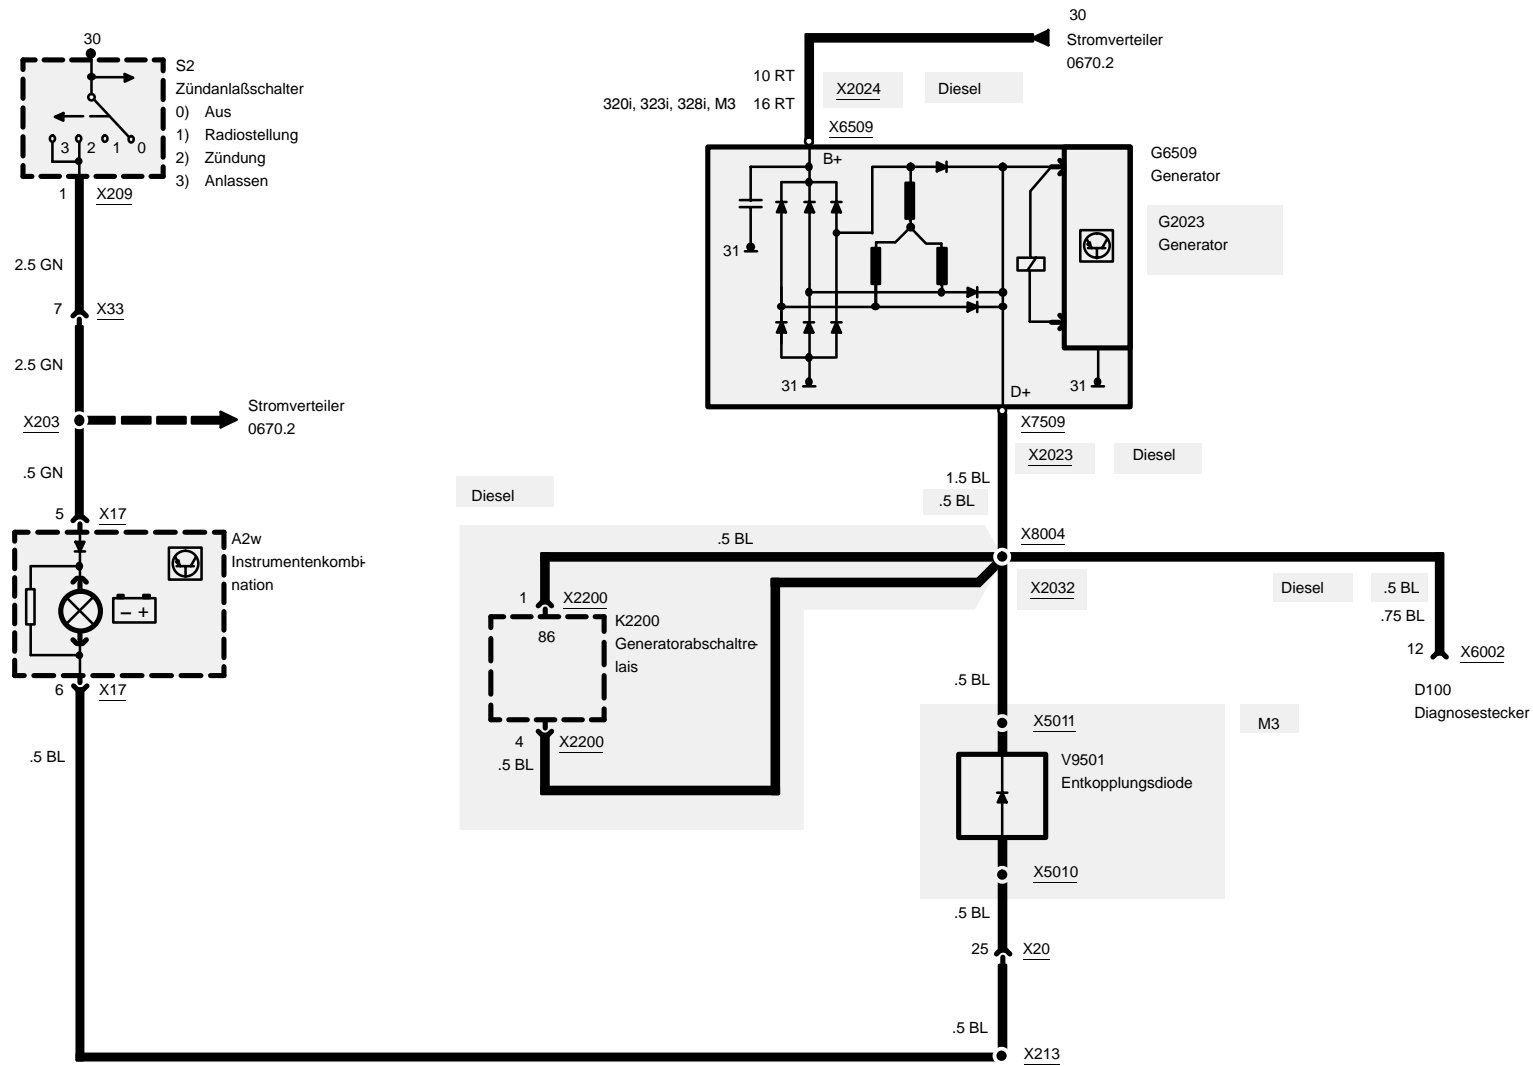 30
S2
Zündanlaßschalter
0) Aus
1) Radiostellung
2) Zündung
3) Anlassen
3 2 1 0
1 X209
2.5 GN
7 X33
2.5 GN
X203
Stromverteiler
0670.2
.5 GN
5 X17
A2w
Instrumentenkombi-
nation
− +
6 X17
.5 BL
30
Stromverteiler
0670.2
10 RT
X2024
Diesel
320i, 323i, 328i, M3 16 RT
X6509
B+
G6509
Generator
G2023
Generator
31
31
31
D+
X7509
X2023
Diesel
1.5 BL
.5 BL
Diesel
.5 BL
X8004
X2032
Diesel
.5 BL
.75 BL
12 X6002
D100
Diagnosestecker
1 X2200
86
K2200
Generatorabschaltre-
lais
4 X2200
.5 BL
.5 BL
X5011
M3
V9501
Entkopplungsdiode
X5010
.5 BL
25 X20
.5 BL
X213